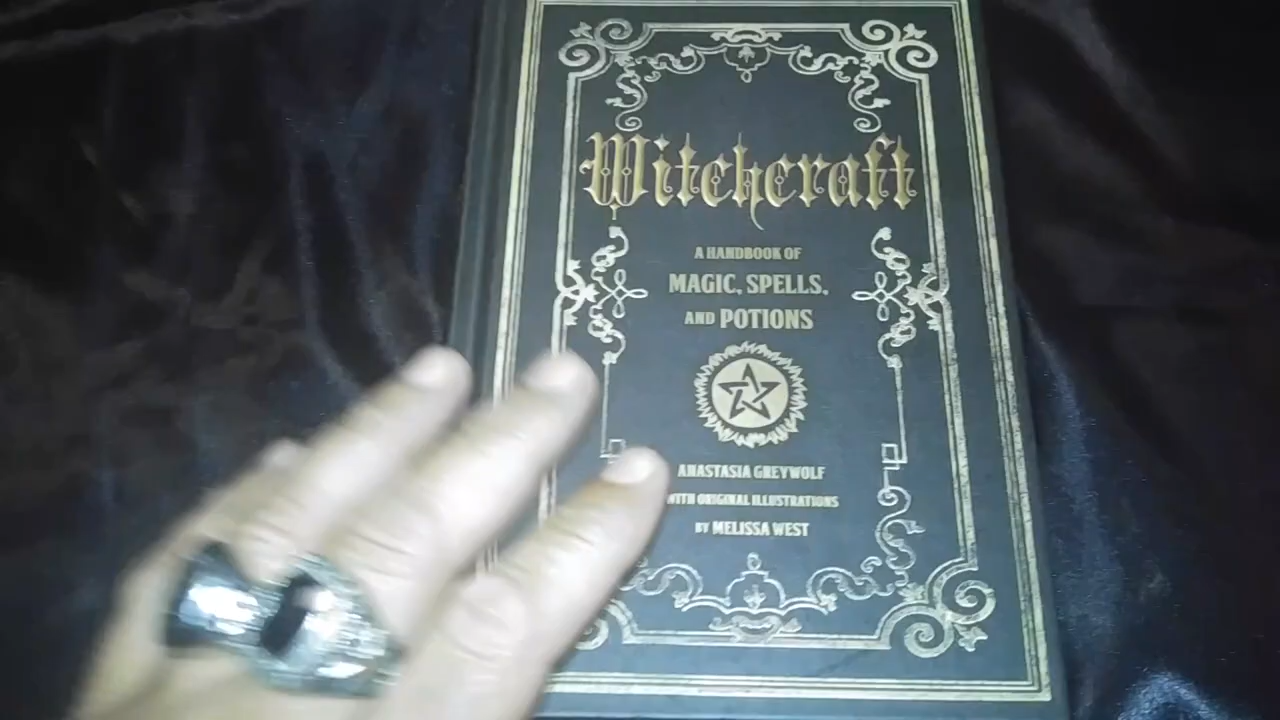 Witchcraft
A HANDBOOK OF
MAGIC, SPELLS,
AND POTIONS
ANASTASIA GREYWOLF
WITH ORIGINAL ILLUSTRATIONS
BY MELISSA WEST